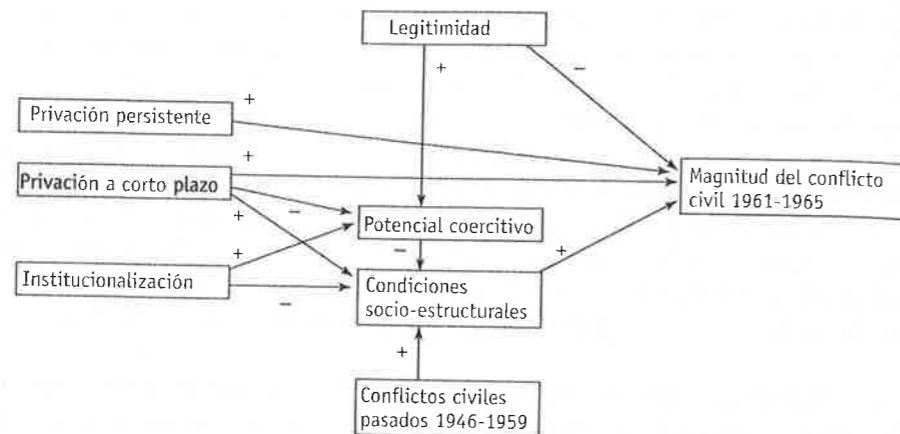 Legitimidad
+
−
Privación persistente
+
+
Privación a corto plazo
Magnitud del conflicto
civil 1961-1965
−
+
Potencial coercitivo
+
−
+
Institucionalización
−
Condiciones
socio-estructurales
+
Conflictos civiles
pasados 1946-1959